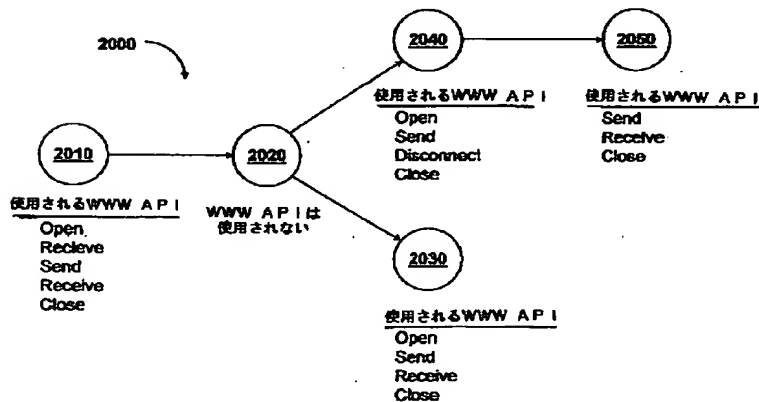 2000
2040
2050
使用されるWWW API
Open
Send
Disconnect
Close
使用されるWWW API
Send
Receive
Close
2010
2020
使用されるWWW API
Open
Recieve
Send
Receive
Close
WWW APIは
使用されない
2030
使用されるWWW API
Open
Send
Receive
Close